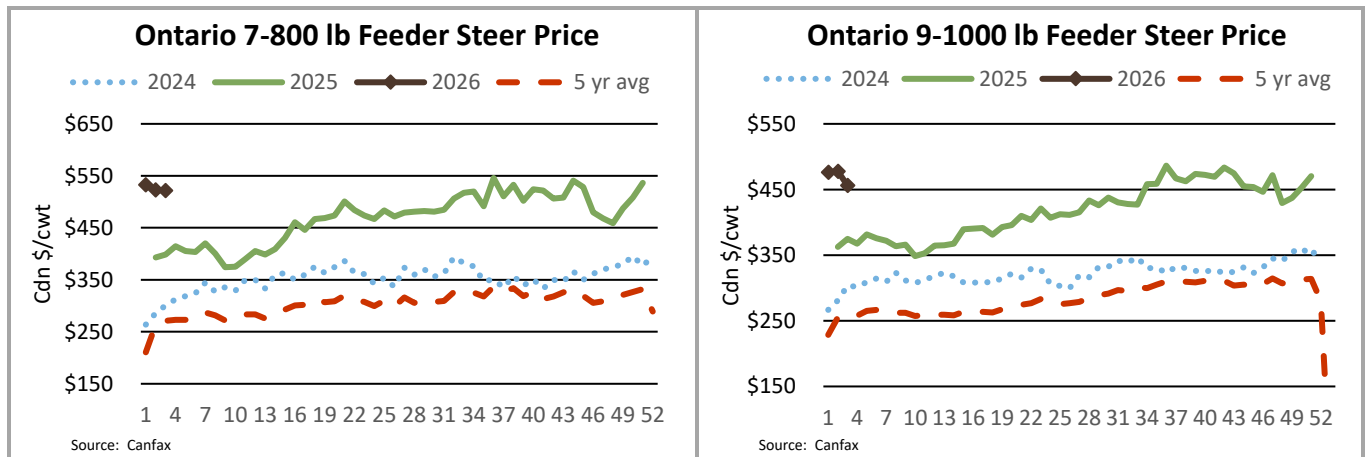 Ontario 7-800 lb Feeder Steer Price
2024 2025 2026 5 yr avg
Cdn $/cwt
$650
$550
$450
$350
$250
$150
1 4 7 10 13 16 19 22 25 28 31 34 37 40 43 46 49 52
Source: Canfax
Ontario 9-1000 lb Feeder Steer Price
2024 2025 2026 5 yr avg
Cdn $/cwt
$550
$450
$350
$250
$150
1 4 7 10 13 16 19 22 25 28 31 34 37 40 43 46 49 52
Source: Canfax